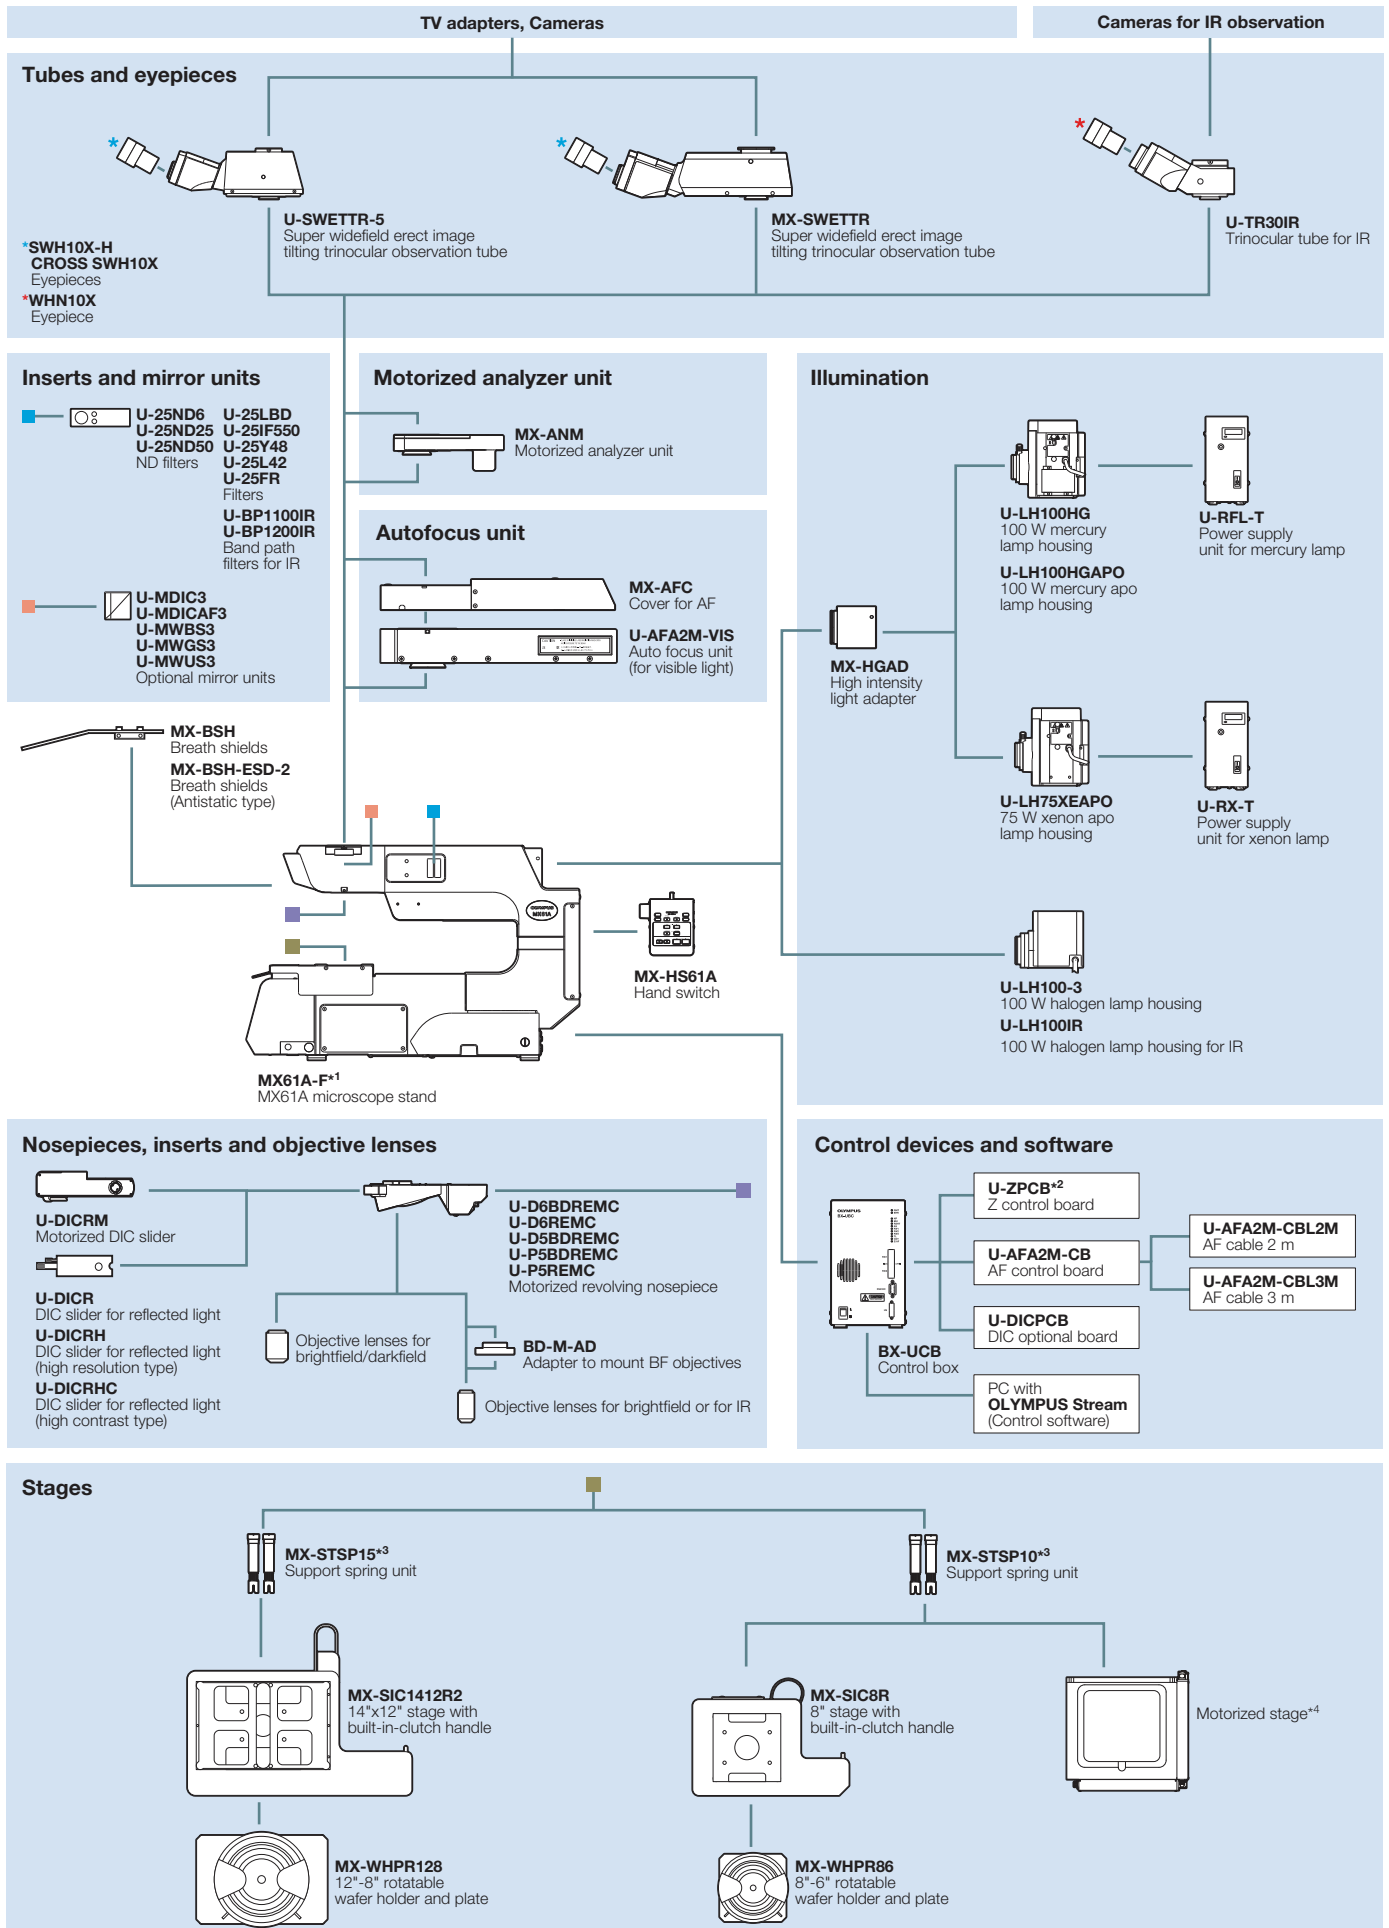 TV adapters, Cameras
Cameras for IR observation
Tubes and eyepieces
*
*
*
U-SWETTR-5
Super widefield erect image
tilting trinocular observation tube
MX-SWETTR
Super widefield erect image
tilting trinocular observation tube
U-TR30IR
Trinocular tube for IR
*SWH10X-H
CROSS SWH10X
Eyepieces
*WHN10X
Eyepiece
Inserts and mirror units
U-25ND6
U-25ND25
U-25ND50
ND filters
U-25LBD
U-25IF550
U-25Y48
U-25L42
U-25FR
Filters
U-BP1100IR
U-BP1200IR
Band path
filters for IR
U-MDIC3
U-MDICAF3
U-MWBS3
U-MWGS3
U-MWUS3
Optional mirror units
Motorized analyzer unit
MX-ANM
Motorized analyzer unit
Autofocus unit
MX-AFC
Cover for AF
U-AFA2M-VIS
Auto focus unit
(for visible light)
Illumination
U-LH100HG
100 W mercury
lamp housing
U-LH100HGAPO
100 W mercury apo
lamp housing
U-RFL-T
Power supply
unit for mercury lamp
MX-HGAD
High intensity
light adapter
U-LH75XEAPO
75 W xenon apo
lamp housing
U-RX-T
Power supply
unit for xenon lamp
U-LH100-3
100 W halogen lamp housing
U-LH100IR
100 W halogen lamp housing for IR
MX-BSH
Breath shields
MX-BSH-ESD-2
Breath shields
(Antistatic type)
OLYMPUS
MX61A
MX-HS61A
Hand switch
MX61A-F*1
MX61A microscope stand
Nosepieces, inserts and objective lenses
U-DICRM
Motorized DIC slider
U-DICR
DIC slider for reflected light
U-DICRH
DIC slider for reflected light
(high resolution type)
U-DICRHC
DIC slider for reflected light
(high contrast type)
U-D6BDREMC
U-D6REMC
U-D5BDREMC
U-P5BDREMC
U-P5REMC
Motorized revolving nosepiece
Objective lenses for
brightfield/darkfield
BD-M-AD
Adapter to mount BF objectives
Objective lenses for brightfield or for IR
Control devices and software
OLYMPUS
BX-UBC
BX-UCB
Control box
U-ZPCB*2
Z control board
U-AFA2M-CB
AF control board
U-DICPCB
DIC optional board
U-AFA2M-CBL2M
AF cable 2 m
U-AFA2M-CBL3M
AF cable 3 m
PC with
OLYMPUS Stream
(Control software)
Stages
MX-STSP15*3
Support spring unit
MX-STSP10*3
Support spring unit
MX-SIC1412R2
14"x12" stage with
built-in-clutch handle
MX-SIC8R
8" stage with
built-in-clutch handle
Motorized stage*4
MX-WHPR128
12"-8" rotatable
wafer holder and plate
MX-WHPR86
8"-6" rotatable
wafer holder and plate